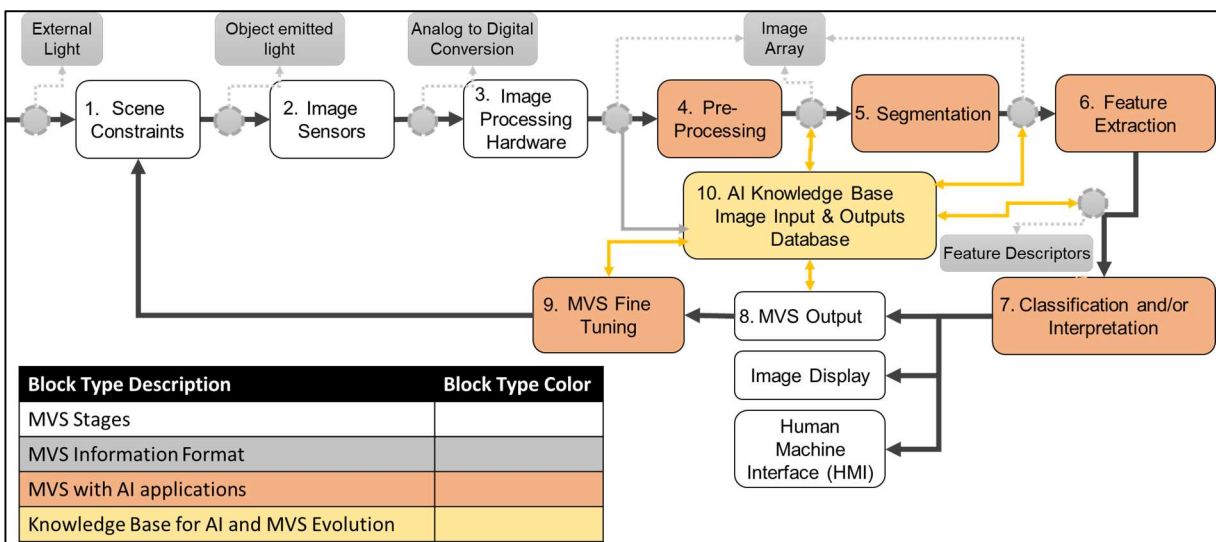 External
Light
Object emitted
light
Analog to Digital
Conversion
Image
Array
1. Scene
Constraints
2. Image
Sensors
3. Image
Processing
Hardware
4. Pre-
Processing
5. Segmentation
6. Feature
Extraction
10. AI Knowledge Base
Image Input & Outputs
Database
Feature Descriptors
9. MVS Fine
Tuning
8. MVS Output
7. Classification and/or
Interpretation
Image Display
Human
Machine
Interface (HMI)
Block Type Description Block Type Color
MVS Stages
MVS Information Format
MVS with AI applications
Knowledge Base for AI and MVS Evolution